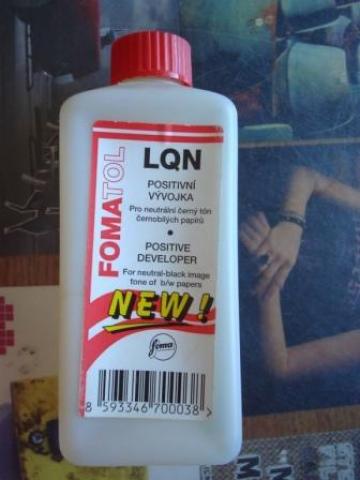 FOMATOL
LQN
POSITIVNÍ
VÝVOJKA
Pro neutrální černý tón
černobílých papírů
POSITIVE
DEVELOPER
For neutral-black image
tone of b/w papers
NEW!
foma
8 593346 700038 >